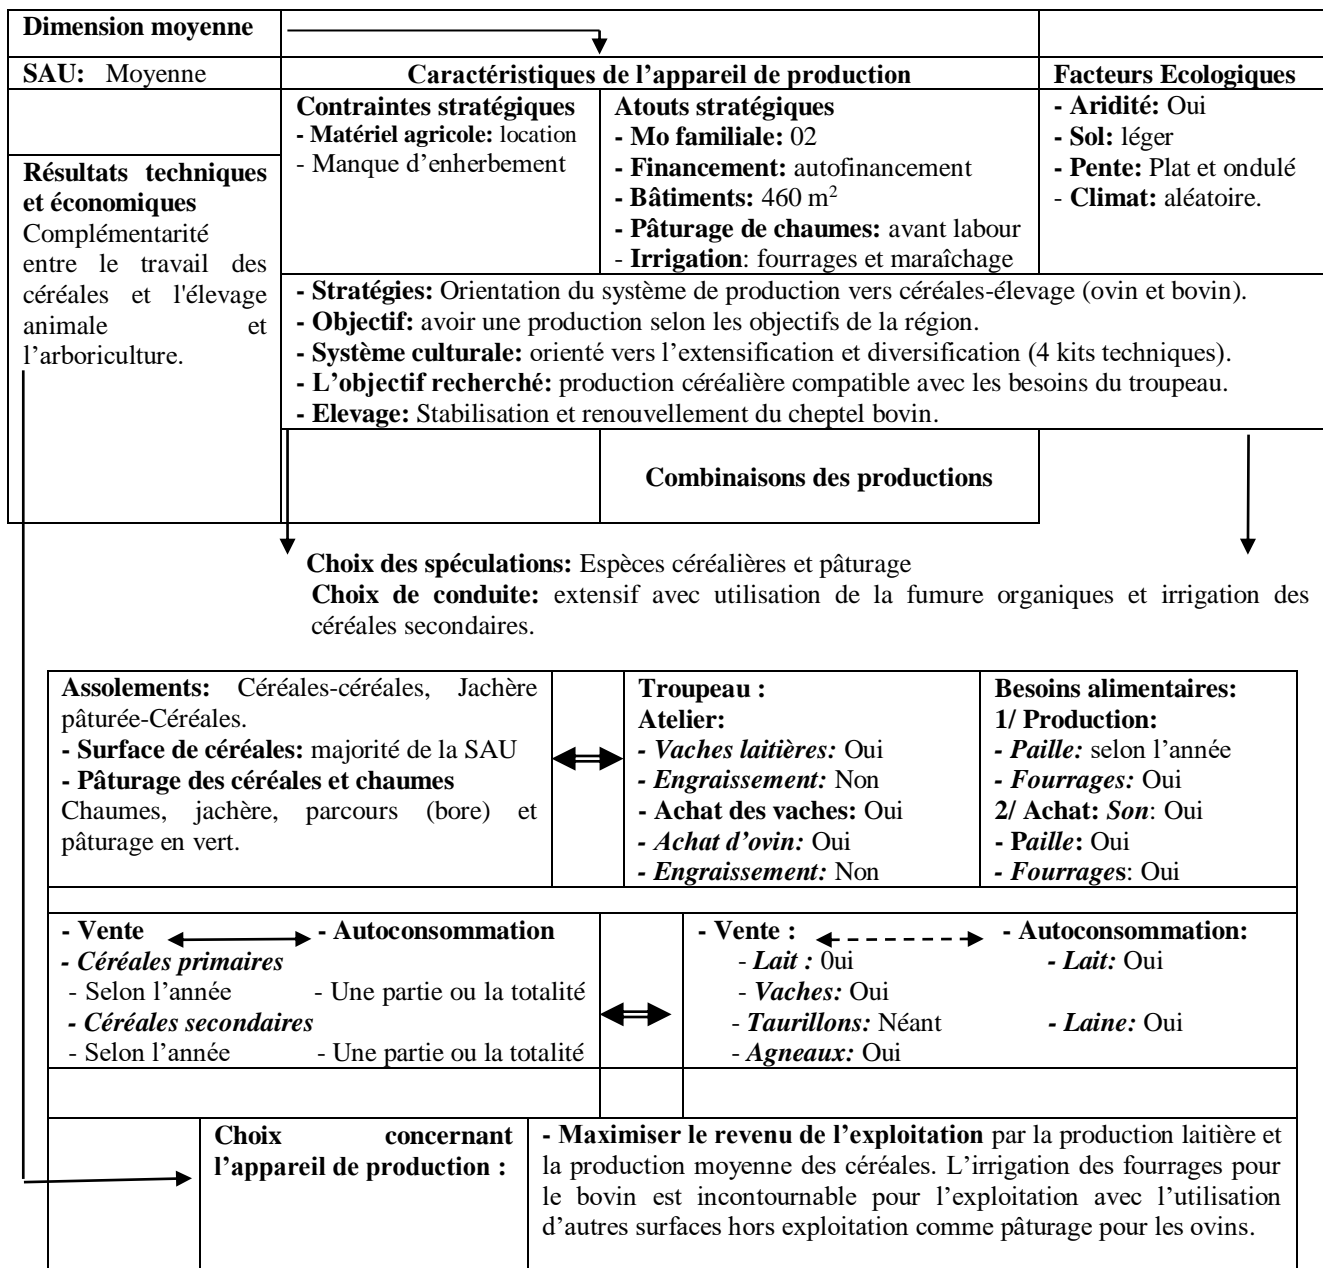 Dimension moyenne
SAU: Moyenne
Caractéristiques de l'appareil de production
Facteurs Ecologiques
Contraintes stratégiques
- Matériel agricole: location
- Manque d'enherbement
Atouts stratégiques
- Mo familiale: 02
- Financement: autofinancement
- Bâtiments: 460 m²
- Pâturage de chaumes: avant labour
- Irrigation: fourrages et maraîchage
- Aridité: Oui
- Sol: léger
- Pente: Plat et ondulé
- Climat: aléatoire.
Résultats techniques
et économiques
Complémentarité
entre le travail des
céréales et l'élevage
animale et
l'arboriculture.
- Stratégies: Orientation du système de production vers céréales-élevage (ovin et bovin).
- Objectif: avoir une production selon les objectifs de la région.
- Système culturale: orienté vers l'extensification et diversification (4 kits techniques).
- L'objectif recherché: production céréalière compatible avec les besoins du troupeau.
- Elevage: Stabilisation et renouvellement du cheptel bovin.
Combinaisons des productions
Choix des spéculations: Espèces céréalières et pâturage
Choix de conduite: extensif avec utilisation de la fumure organiques et irrigation des
céréales secondaires.
Assolements: Céréales-céréales, Jachère
pâturée-Céréales.
- Surface de céréales: majorité de la SAU
- Pâturage des céréales et chaumes
Chaumes, jachère, parcours (bore) et
pâturage en vert.
Troupeau :
Atelier:
- Vaches laitières: Oui
- Engraissement: Non
- Achat des vaches: Oui
- Achat d'ovin: Oui
- Engraissement: Non
Besoins alimentaires:
1/ Production:
- Paille: selon l'année
- Fourrages: Oui
2/ Achat: Son: Oui
- Paille: Oui
- Fourrages: Oui
- Vente - Autoconsommation
- Céréales primaires
- Selon l'année - Une partie ou la totalité
- Céréales secondaires
- Selon l'année - Une partie ou la totalité
- Vente : - Autoconsommation:
- Lait : 0ui - Lait: Oui
- Vaches: Oui
- Taurillons: Néant - Laine: Oui
- Agneaux: Oui
Choix concernant
l'appareil de production :
- Maximiser le revenu de l'exploitation par la production laitière et
la production moyenne des céréales. L'irrigation des fourrages pour
le bovin est incontournable pour l'exploitation avec l'utilisation
d'autres surfaces hors exploitation comme pâturage pour les ovins.